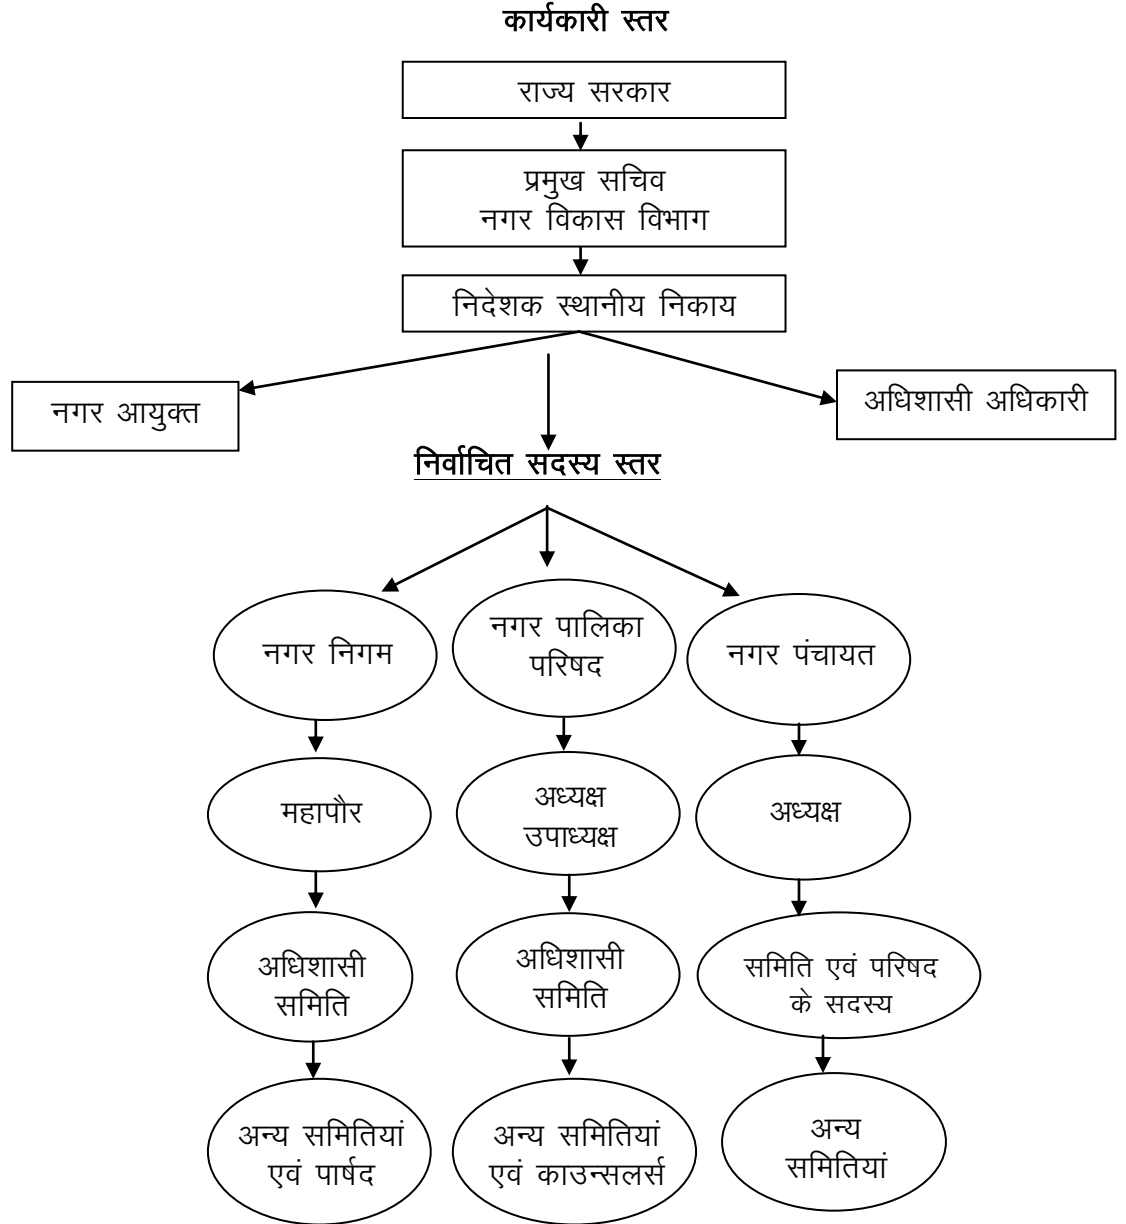 कार्यकारी स्तर
राज्य सरकार
प्रमुख सचिव
नगर विकास विभाग
निदेशक स्थानीय निकाय
नगर आयुक्त
अधिशासी अधिकारी
निर्वाचित सदस्य स्तर
नगर निगम
नगर पालिका
परिषद
नगर पंचायत
महापौर
अध्यक्ष
उपाध्यक्ष
अध्यक्ष
अधिशासी
समिति
अधिशासी
समिति
समिति एवं परिषद
के सदस्य
अन्य समितियां
एवं पार्षद
अन्य समितियां
एवं काउन्सलर्स
अन्य
समितियां